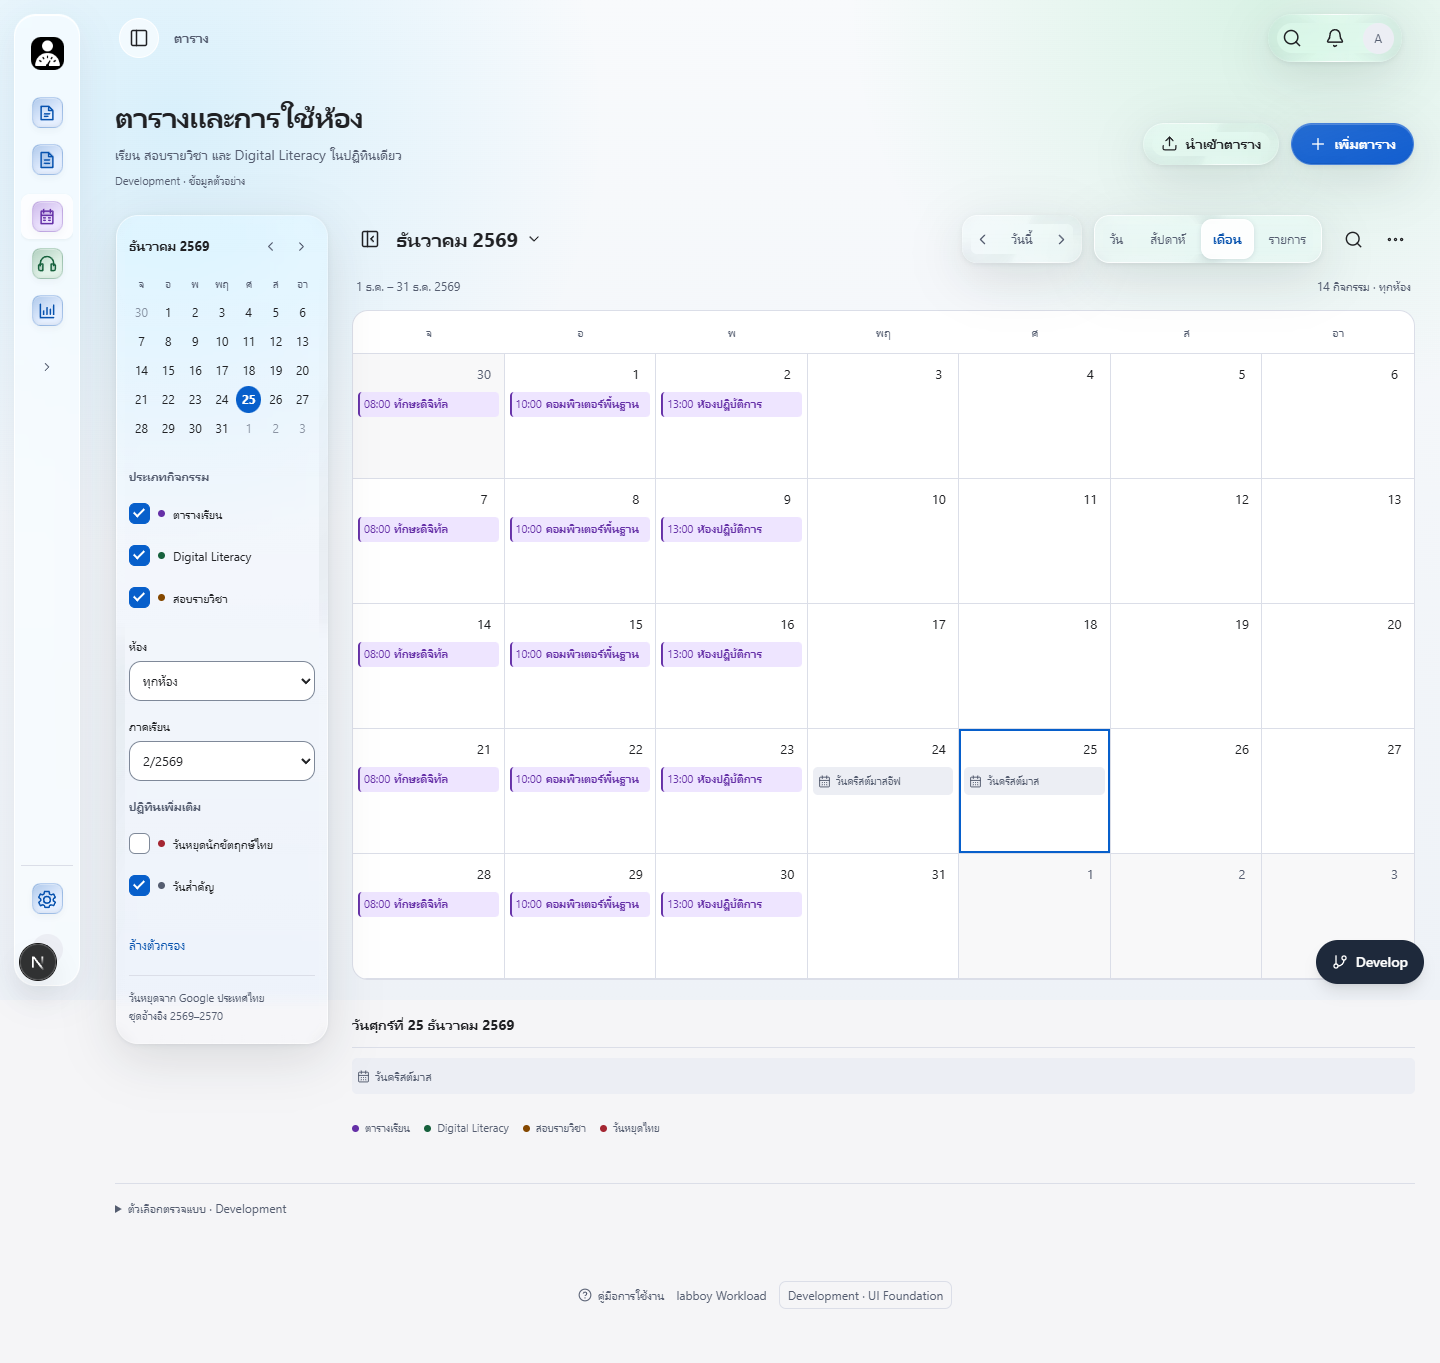 ตาราง
A
ตารางและการใช้ห้อง
เรียน สอบรายวิชา และ Digital Literacy ในปฏิทินเดียว
Development · ข้อมูลตัวอย่าง
นำเข้าตาราง
เพิ่มตาราง
ธันวาคม 2569
จ อ พ พฤ ศ ส อา
30 1 2 3 4 5 6
7 8 9 10 11 12 13
14 15 16 17 18 19 20
21 22 23 24 25 26 27
28 29 30 31 1 2 3
ประเภทกิจกรรม
ตารางเรียน
Digital Literacy
สอบรายวิชา
ห้อง
ทุกห้อง
ภาคเรียน
2/2569
ปฏิทินเพิ่มเติม
วันหยุดนักขัตฤกษ์ไทย
วันสำคัญ
ล้างตัวกรอง
วันหยุดจาก Google ประเทศไทย
ชุดอ้างอิง 2569–2570
N
ธันวาคม 2569
วันนี้
วัน สัปดาห์ เดือน รายการ
1 ธ.ค. – 31 ธ.ค. 2569
14 กิจกรรม · ทุกห้อง
จ อ พ พฤ ศ ส อา
30 1 2 3 4 5 6
08:00 ทักษะดิจิทัล 10:00 คอมพิวเตอร์พื้นฐาน 13:00 ห้องปฏิบัติการ
7 8 9 10 11 12 13
08:00 ทักษะดิจิทัล 10:00 คอมพิวเตอร์พื้นฐาน 13:00 ห้องปฏิบัติการ
14 15 16 17 18 19 20
08:00 ทักษะดิจิทัล 10:00 คอมพิวเตอร์พื้นฐาน 13:00 ห้องปฏิบัติการ
21 22 23 24 25 26 27
08:00 ทักษะดิจิทัล 10:00 คอมพิวเตอร์พื้นฐาน 13:00 ห้องปฏิบัติการ วันคริสต์มาสอีฟ วันคริสต์มาส
28 29 30 31 1 2 3
08:00 ทักษะดิจิทัล 10:00 คอมพิวเตอร์พื้นฐาน 13:00 ห้องปฏิบัติการ
Develop
วันศุกร์ที่ 25 ธันวาคม 2569
วันคริสต์มาส
ตารางเรียน Digital Literacy สอบรายวิชา วันหยุดไทย
ตัวเลือกตรวจแบบ · Development
คู่มือการใช้งาน labboy Workload Development · UI Foundation